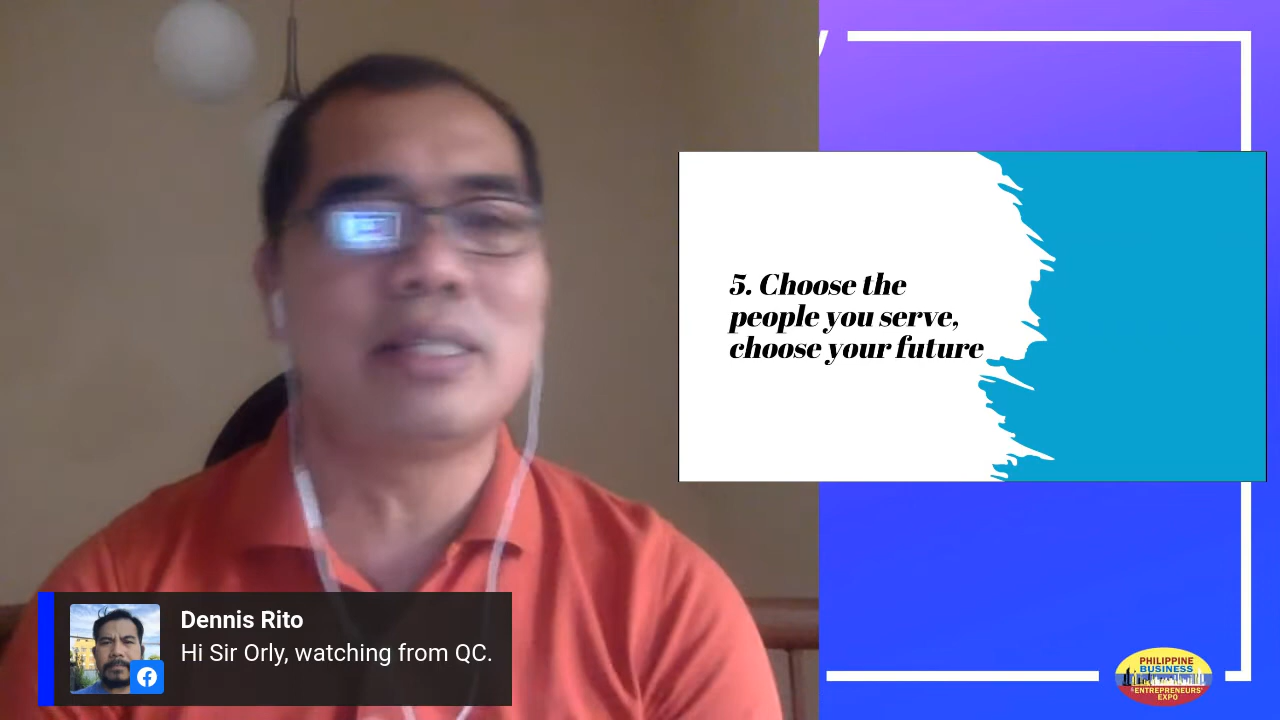 5. Choose the
people you serve,
choose your future
Dennis Rito
Hi Sir Orly, watching from QC.
PHILIPPINE
BUSINESS
& ENTREPRENEURS'
EXPO